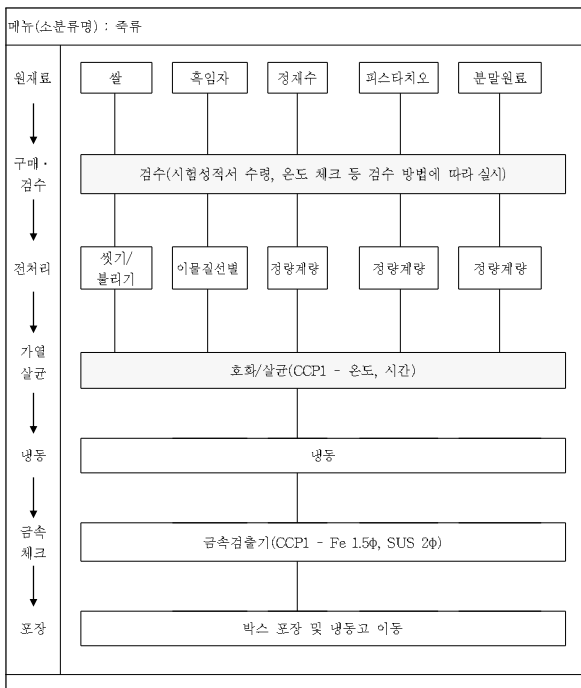 메뉴(소분류명) : 죽류
원재료
쌀
흑임자
정재수
피스타치오
분말원료
구매·
검수
검수(시험성적서 수령, 온도 체크 등 검수 방법에 따라 실시)
전처리
씻기/
불리기
이물질선별
정량계량
정량계량
정량계량
가열
살균
호화/살균(CCP1 - 온도, 시간)
냉동
냉동
금속
체크
금속검출기(CCP1 - Fe 1.5φ, SUS 2φ)
포장
박스 포장 및 냉동고 이동